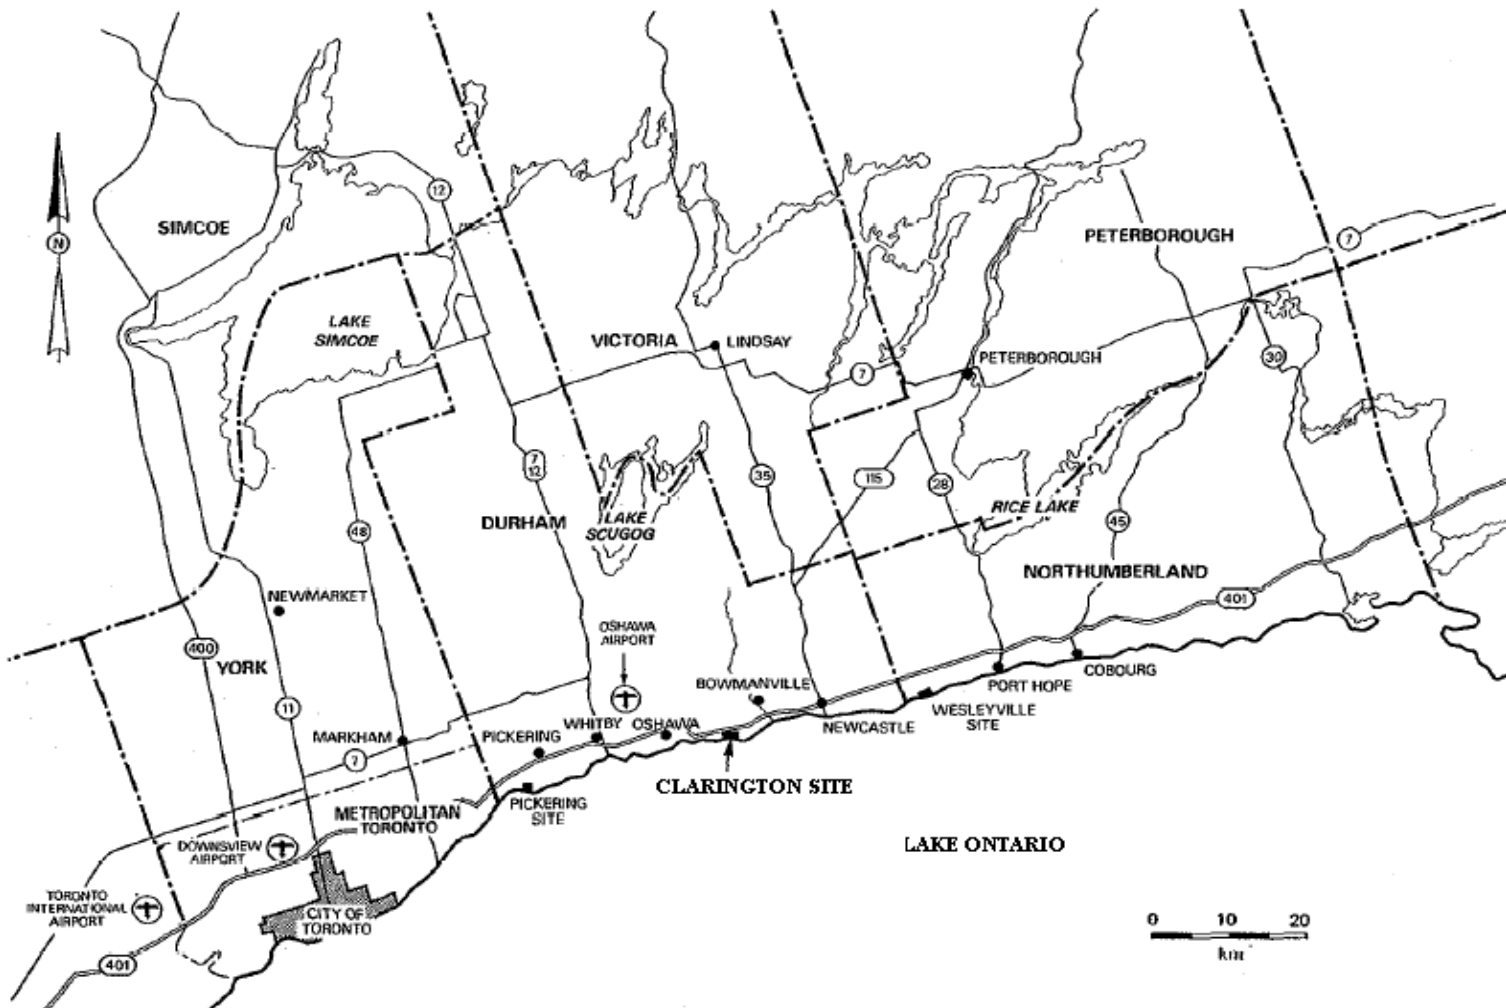 12
SIMCOE
N
PETERBOROUGH
7
LAKE
SIMCOE
VICTORIA
LINDSAY
PETERBOROUGH
30
7
7
12
35
115
28
RICE LAKE
45
48
DURHAM
LAKE
SCUGOG
NORTHUMBERLAND
401
NEWMARKET
OSHAWA
AIRPORT
400
YORK
COBOURG
BOWMANVILLE
PORT HOPE
11
WESLEYVILLE
SITE
MARKHAM
PICKERING
WHITBY
OSHAWA
NEWCASTLE
7
CLARINGTON SITE
PICKERING
SITE
METROPOLITAN
TORONTO
DOWNSVIEW
AIRPORT
LAKE ONTARIO
TORONTO
INTERNATIONAL
AIRPORT
CITY OF
TORONTO
0 10 20
km
401